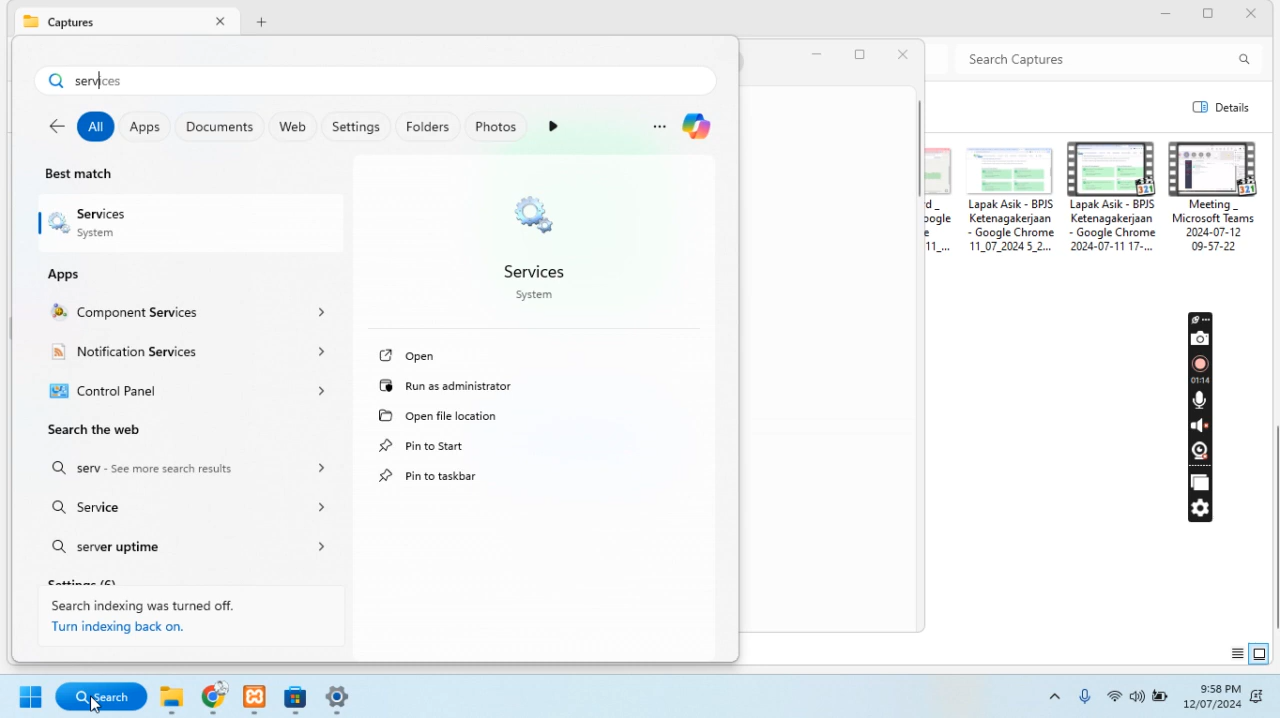 Captures
services
Search Captures
All
Apps
Documents
Web
Settings
Folders
Photos
Details
Best match
Services
System
Services
System
Apps
Component Services
Notification Services
Control Panel
Search the web
serv - See more search results
Service
server uptime
Settings (6)
Search indexing was turned off.
Turn indexing back on.
Open
Run as administrator
Open file location
Pin to Start
Pin to taskbar
Lapak Asik - BPJS
Ketenagakerjaan
- Google Chrome
11_07_2024 5_2...
Lapak Asik - BPJS
Ketenagakerjaan
- Google Chrome
2024-07-11 17-...
Meeting _
Microsoft Teams
2024-07-12
09-57-22
01:14
Search
9:58 PM
12/07/2024